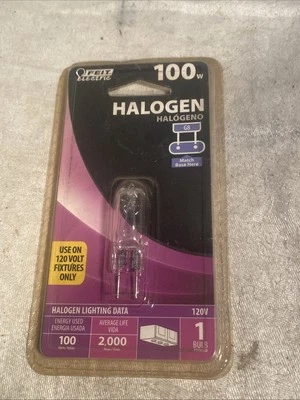 FEIT
electric
100W
HALOGEN
HALÓGENO
G8
Match
Base Here
USE ON
120 VOLT
FIXTURES
ONLY
HALOGEN LIGHTING DATA
120V
ENERGY USED
ENERGIA USADA
100
AVERAGE LIFE
VIDA
2,000
1
BULB